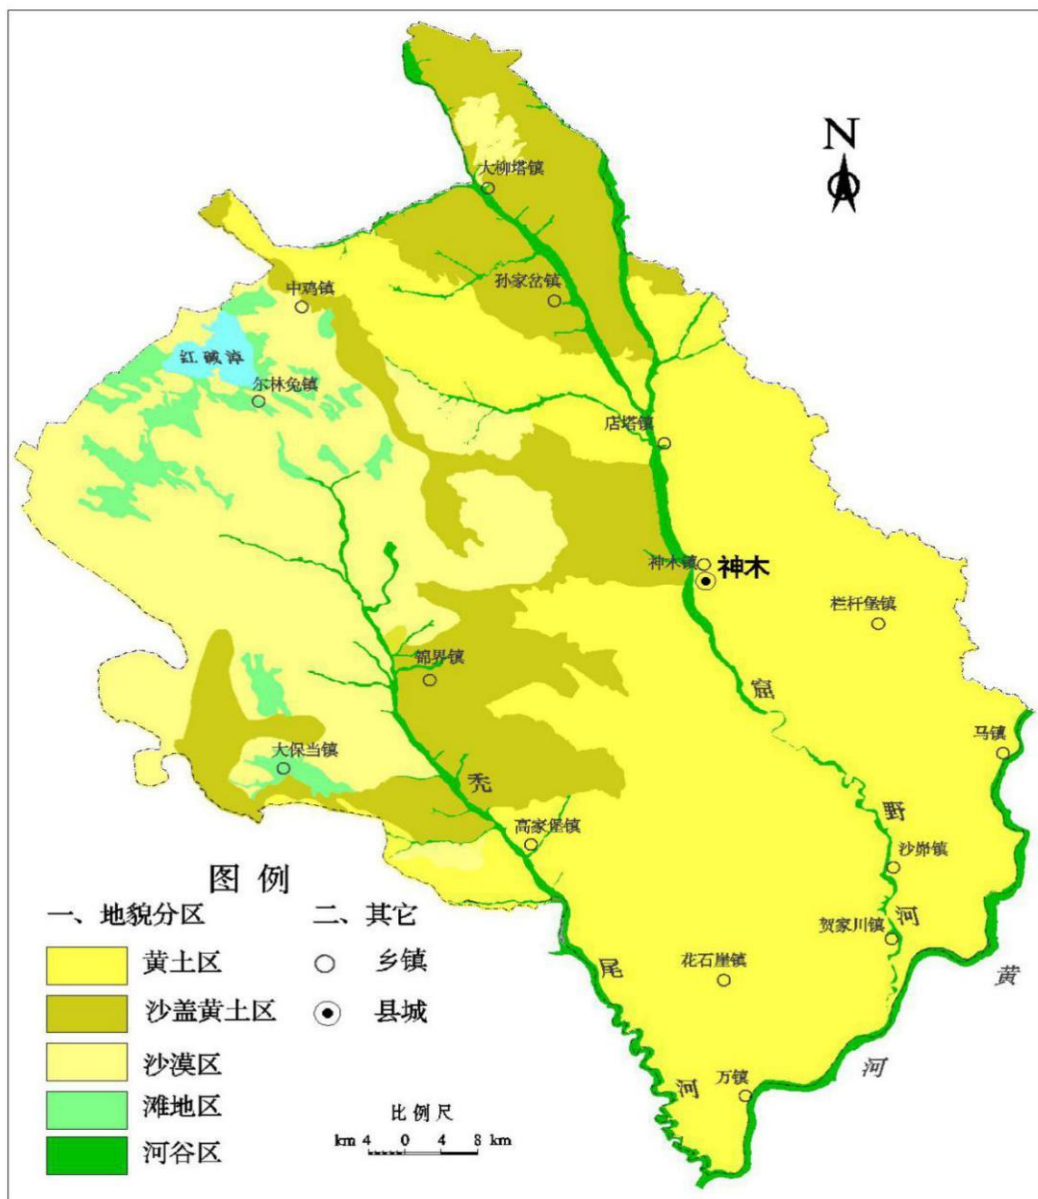 N
大柳塔镇
孙家岔镇
中鸡镇
红碱淖
尔林兔镇
店塔镇
神木镇
神木
栏杆堡镇
锦界镇
窟
马镇
大保当镇
秃
野
高家堡镇
沙峁镇
河
贺家川镇
尾
花石崖镇
黄
河
河
万镇
图 例
一、地貌分区
黄土区
沙盖黄土区
沙漠区
滩地区
河谷区
二、其它
乡镇
县城
比 例 尺
km 4 0 4 8 km